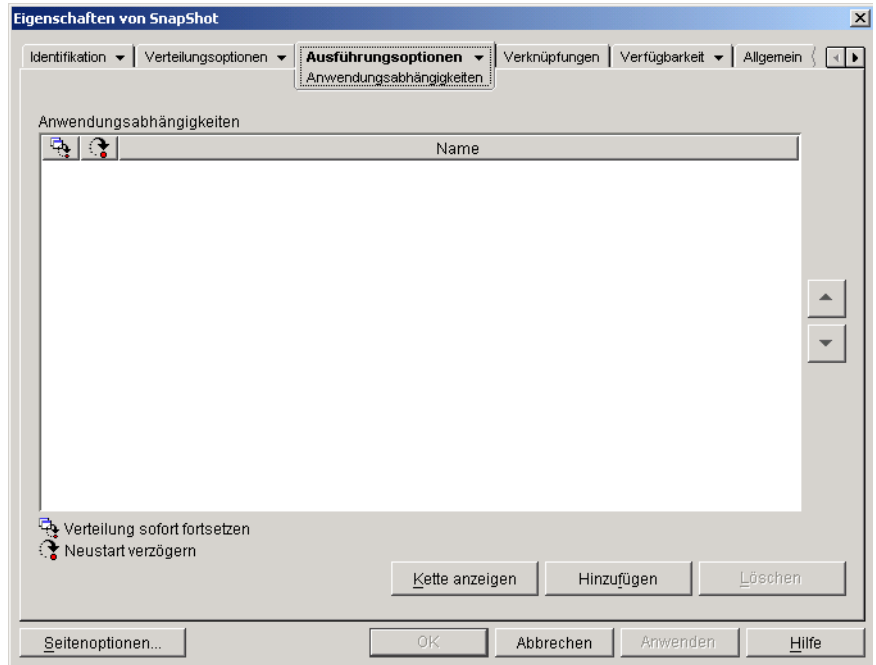 Eigenschaften von SnapShot
Identifikation
Verteilungsoptionen
Ausführungsoptionen
Verknüpfungen
Verfügbarkeit
Allgemein
Anwendungsabhängigkeiten
Anwendungsabhängigkeiten
Name
Verteilung sofort fortsetzen
Neustart verzögern
Kette anzeigen
Hinzufügen
Löschen
Seitenoptionen...
OK
Abbrechen
Anwenden
Hilfe